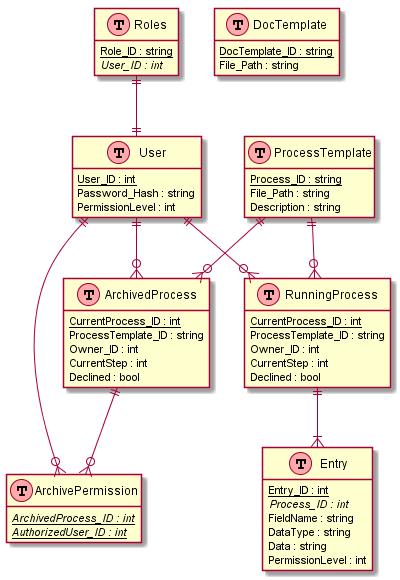 T Roles
Role_ID : string
User_ID : int
T DocTemplate
DocTemplate_ID : string
File_Path : string
T User
User_ID : int
Password_Hash : string
PermissionLevel : int
T ProcessTemplate
Process_ID : string
File_Path : string
Description : string
T ArchivedProcess
CurrentProcess_ID : int
ProcessTemplate_ID : string
Owner_ID : int
CurrentStep : int
Declined : bool
T RunningProcess
CurrentProcess_ID : int
ProcessTemplate_ID : string
Owner_ID : int
CurrentStep : int
Declined : bool
T ArchivePermission
ArchivedProcess_ID : int
AuthorizedUser_ID : int
T Entry
Entry_ID : int
Process_ID : int
FieldName : string
DataType : string
Data : string
PermissionLevel : int